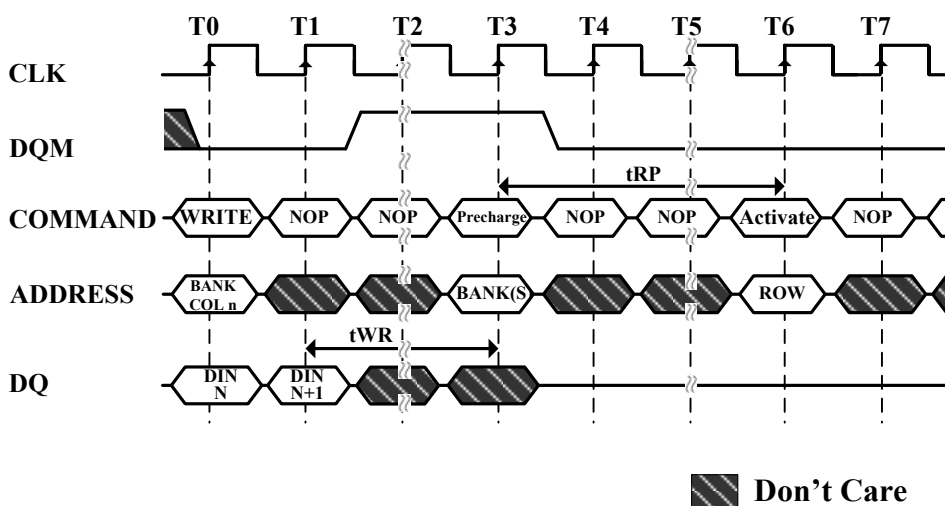 T0 T1 T2 T3 T4 T5 T6 T7
CLK
DQM
tRP
COMMAND WRITE NOP NOP Precharge NOP NOP Activate NOP
ADDRESS BANK COL n BANK(S ROW
tWR
DQ DIN N DIN N+1
Don't Care